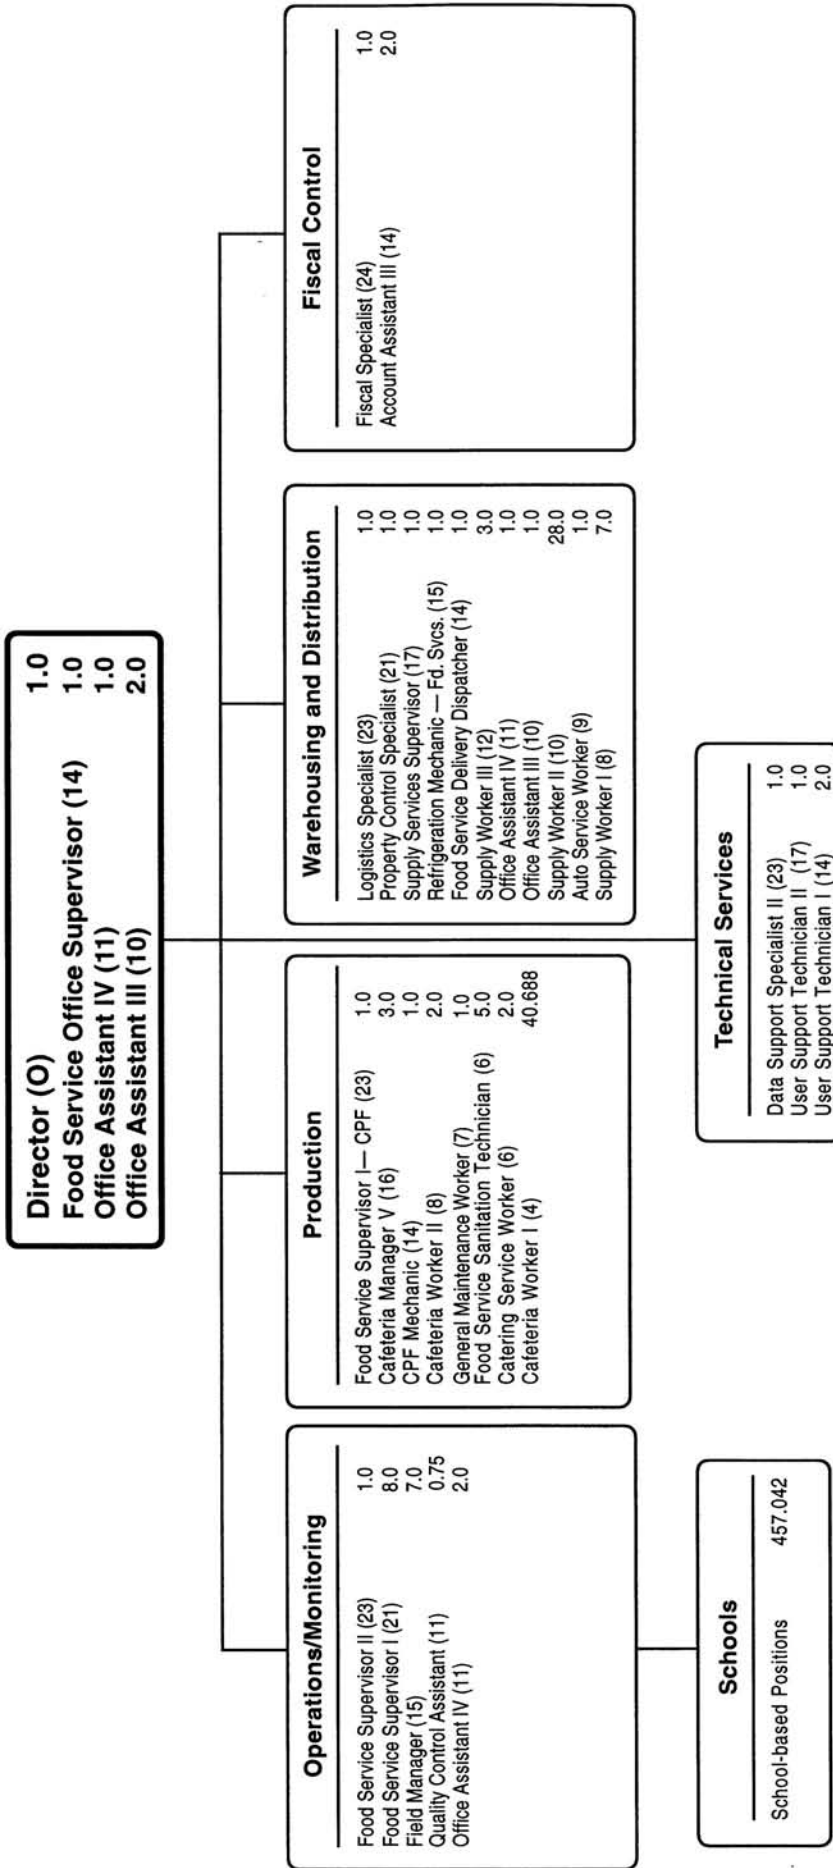 Director (O) 1.0
Food Service Office Supervisor (14) 1.0
Office Assistant IV (11) 1.0
Office Assistant III (10) 2.0
Operations/Monitoring
Food Service Supervisor II (23) 1.0
Food Service Supervisor I (21) 8.0
Field Manager (15) 7.0
Quality Control Assistant (11) 0.75
Office Assistant IV (11) 2.0
Production
Food Service Supervisor I— CPF (23) 1.0
Cafeteria Manager V (16) 3.0
CPF Mechanic (14) 1.0
Cafeteria Worker II (8) 2.0
General Maintenance Worker (7) 1.0
Food Service Sanitation Technician (6) 5.0
Catering Service Worker (6) 2.0
Cafeteria Worker I (4) 40.688
Warehousing and Distribution
Logistics Specialist (23) 1.0
Property Control Specialist (21) 1.0
Supply Services Supervisor (17) 1.0
Refrigeration Mechanic — Fd. Svcs. (15) 1.0
Food Service Delivery Dispatcher (14) 1.0
Supply Worker III (12) 3.0
Office Assistant IV (11) 1.0
Office Assistant III (10) 1.0
Supply Worker II (10) 28.0
Auto Service Worker (9) 1.0
Supply Worker I (8) 7.0
Fiscal Control
Fiscal Specialist (24) 1.0
Account Assistant III (14) 2.0
Schools
School-based Positions 457.042
Technical Services
Data Support Specialist II (23) 1.0
User Support Technician II (17) 1.0
User Support Technician I (14) 2.0